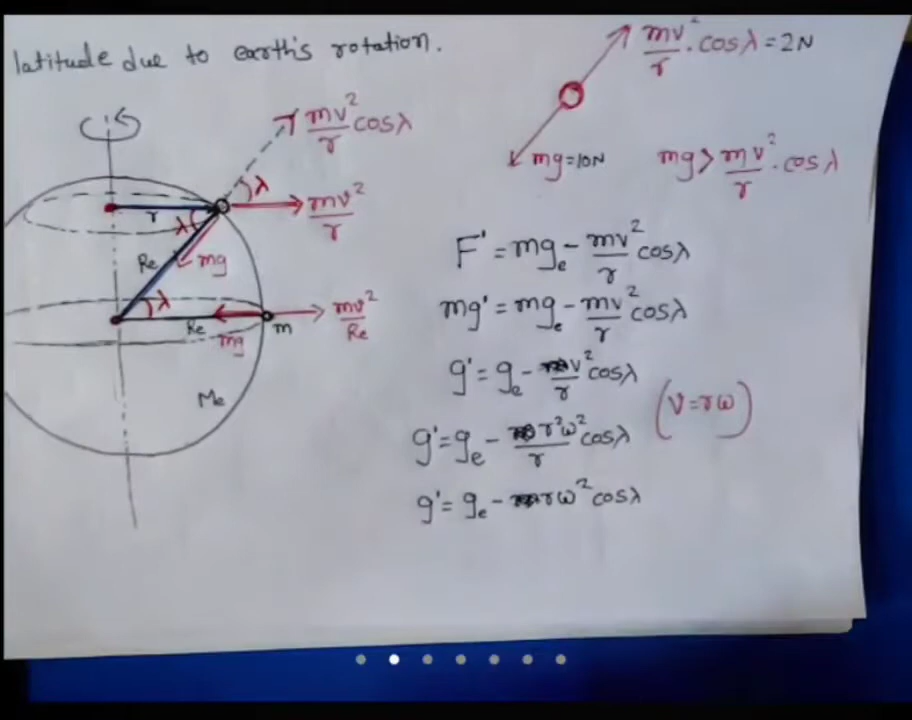 latitude due to earth's rotation.
mv²/r cosλ
λ
mv²/r
r
λ
Re
mg
λ
mv²/Re
Re
mg
m
Me
mv²/r . cosλ = 2N
mg = 10N
mg > mv²/r . cosλ
F' = mge - mv²/r cosλ
mg' = mge - mv²/r cosλ
g' = ge - v²/r cosλ
(v = rω)
g' = ge - r²ω²/r cosλ
g' = ge - rω² cosλ